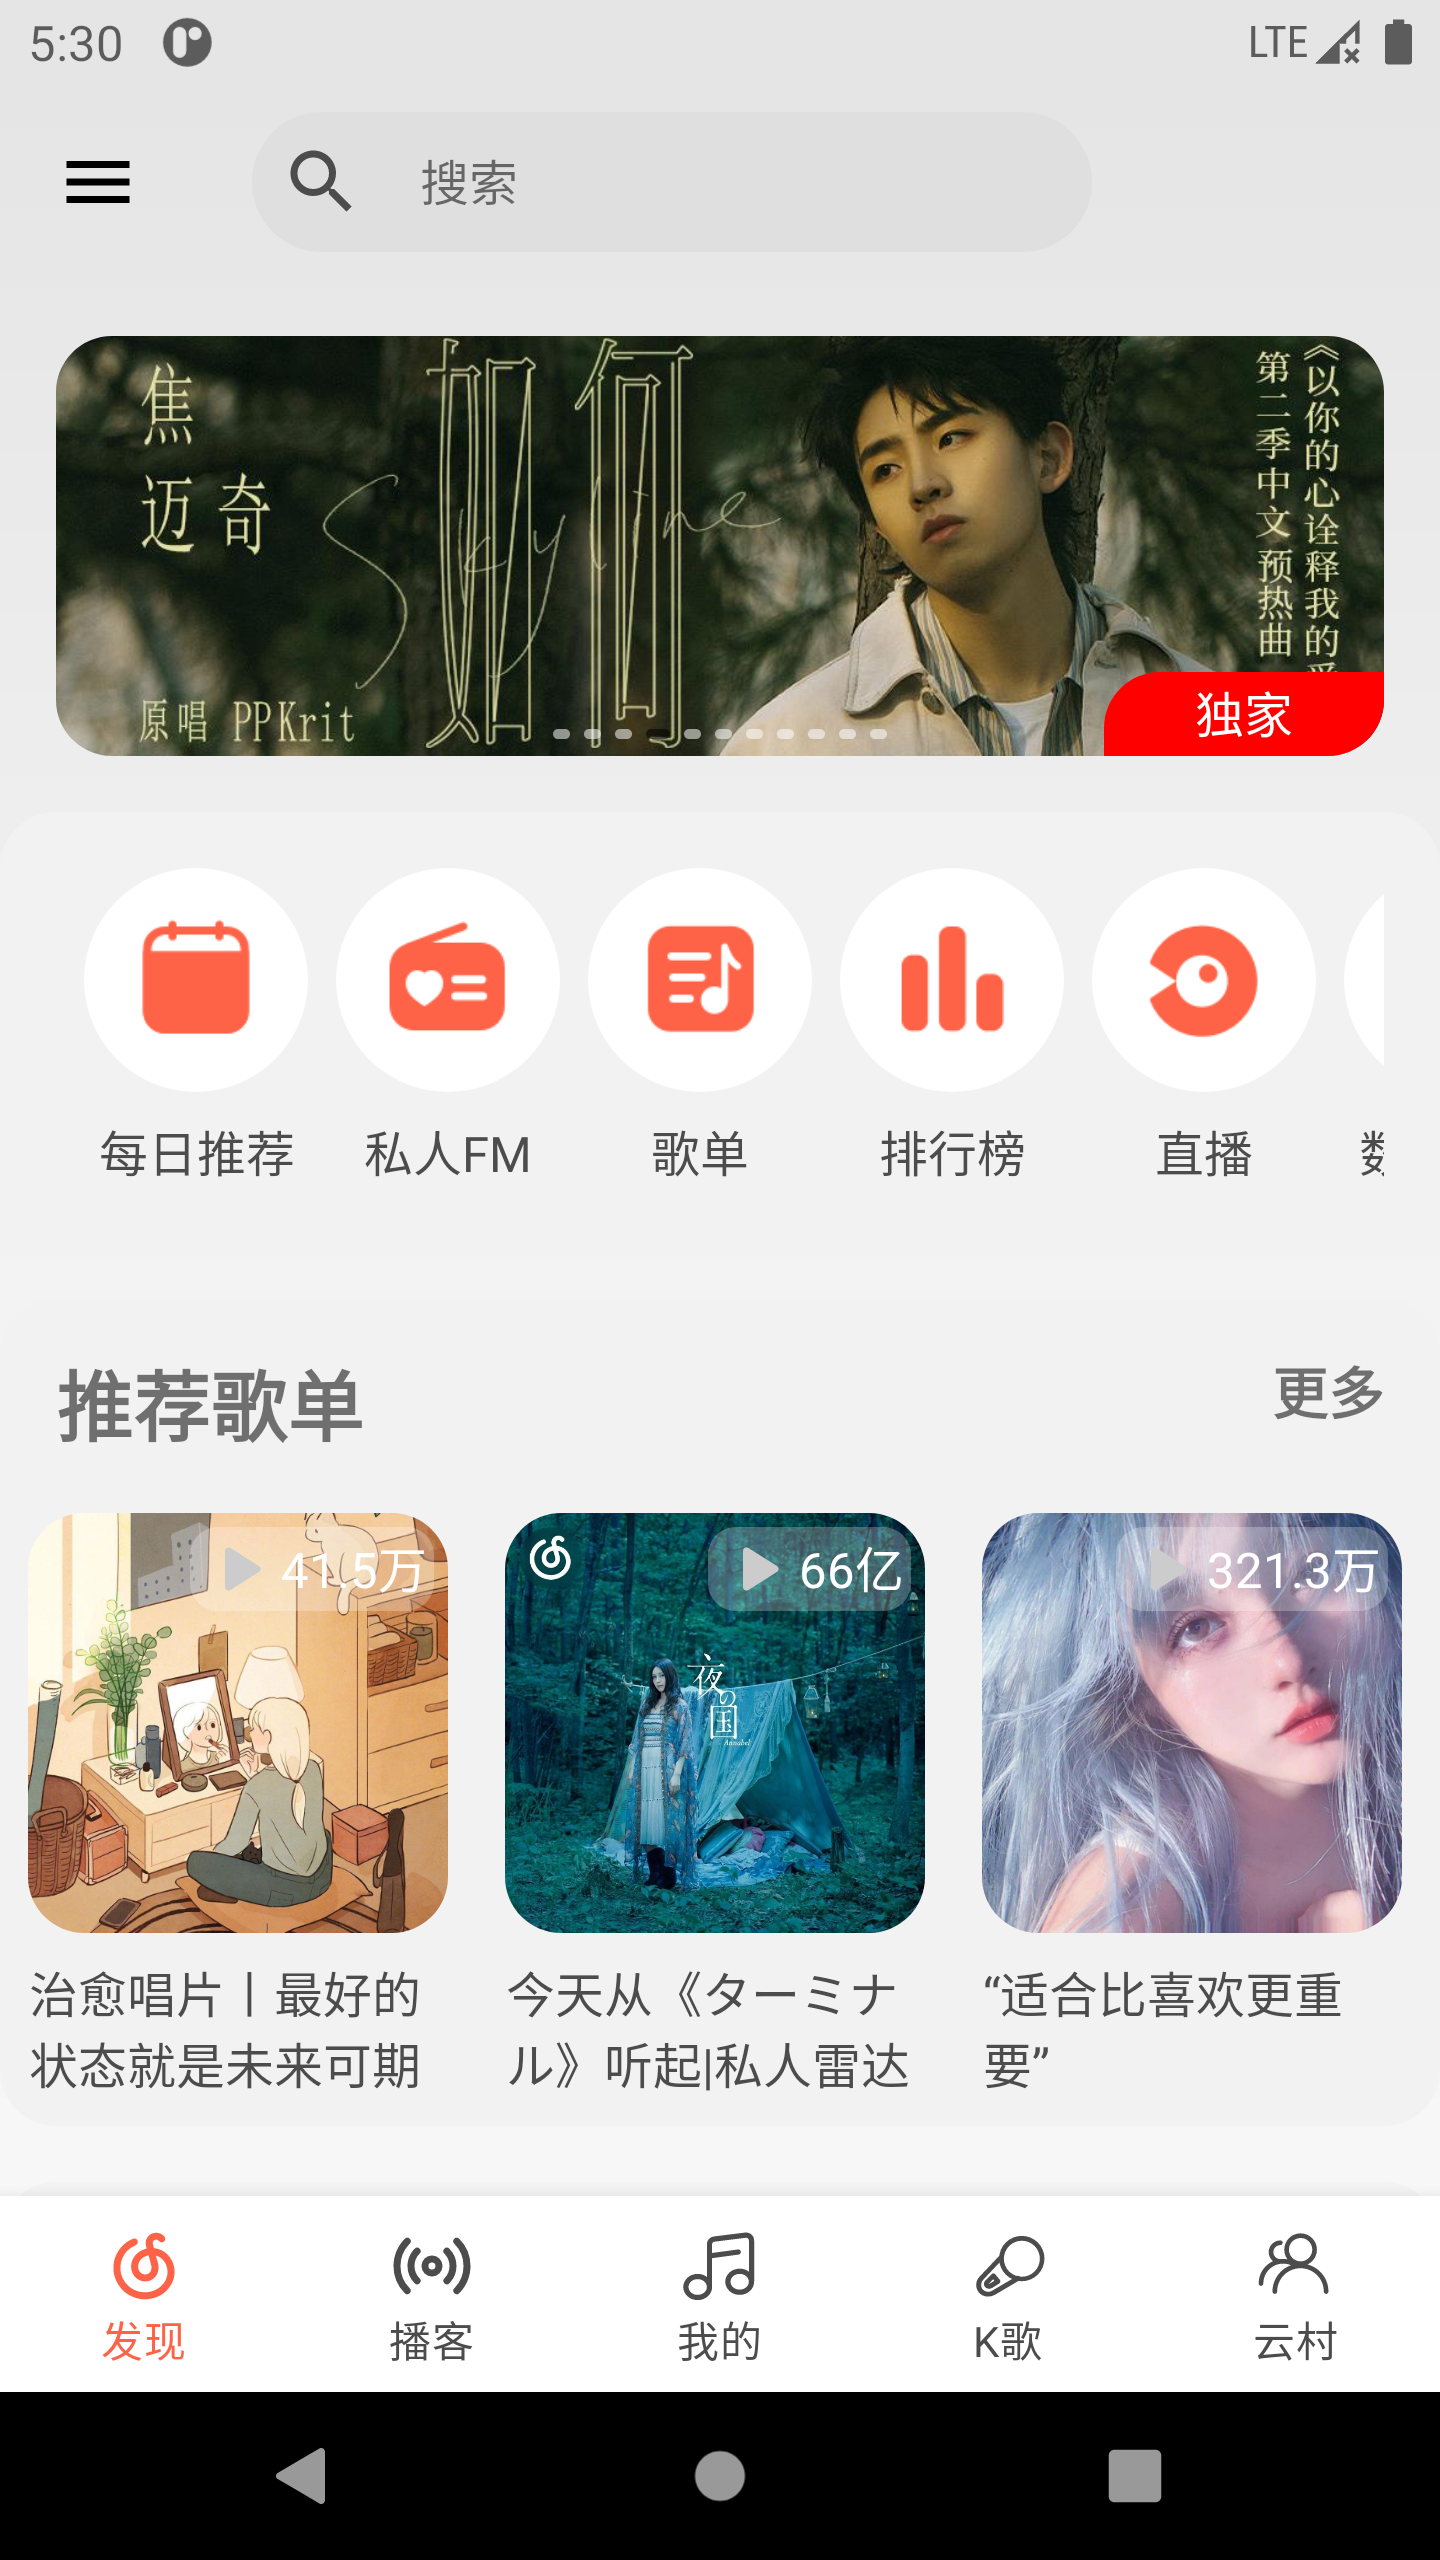 5:30
LTE
搜索
焦
迈奇
如何
Skyline
原唱 PPKrit
《以你的心诠释我的
第二季中文预热曲
独家
每日推荐
私人FM
歌单
排行榜
直播
推荐歌单
更多
41.5万
66亿
321.3万
夜の国
Annabel
治愈唱片丨最好的
状态就是未来可期
今天从《ターミナ
ル》听起|私人雷达
“适合比喜欢更重
要”
发现
播客
我的
K歌
云村